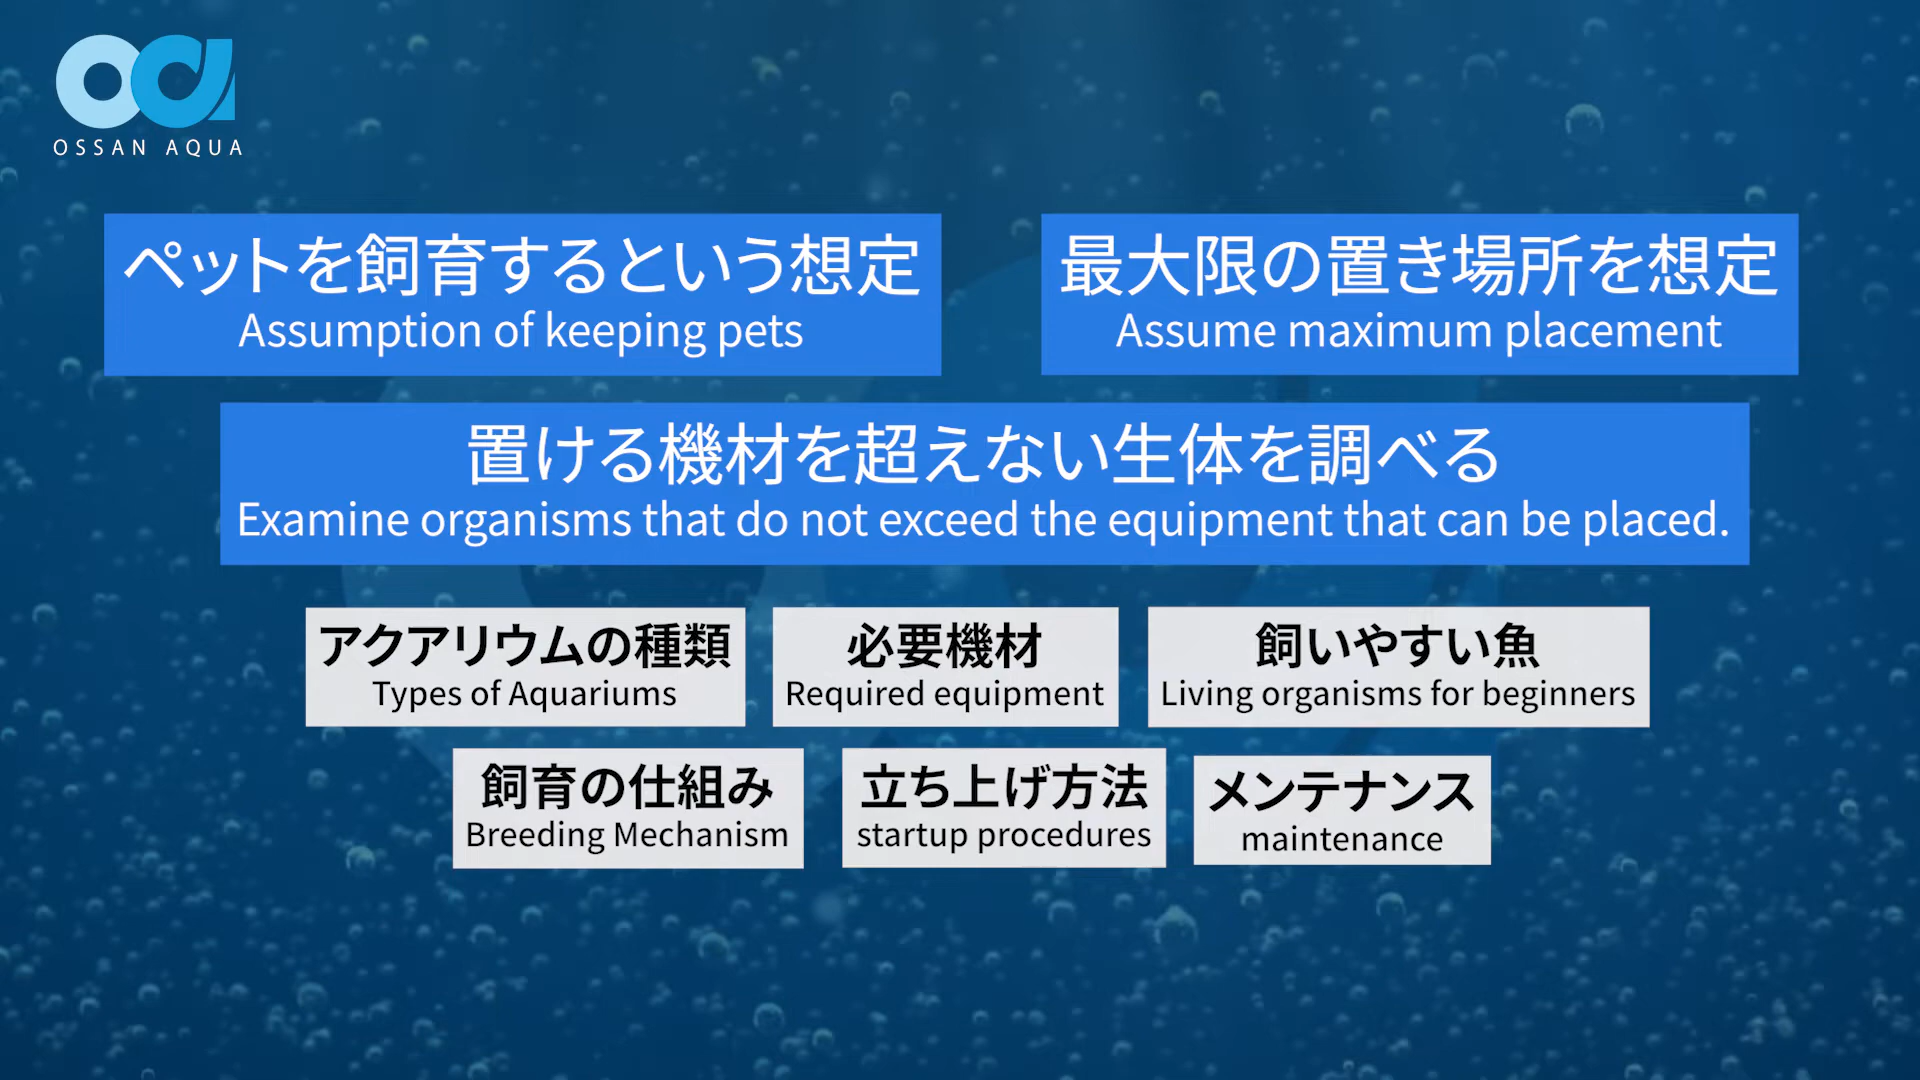 oa
OSSAN AQUA
ペットを飼育するという想定
Assumption of keeping pets
最大限の置き場所を想定
Assume maximum placement
置ける機材を超えない生体を調べる
Examine organisms that do not exceed the equipment that can be placed.
アクアリウムの種類
Types of Aquariums
必要機材
Required equipment
飼いやすい魚
Living organisms for beginners
飼育の仕組み
Breeding Mechanism
立ち上げ方法
startup procedures
メンテナンス
maintenance